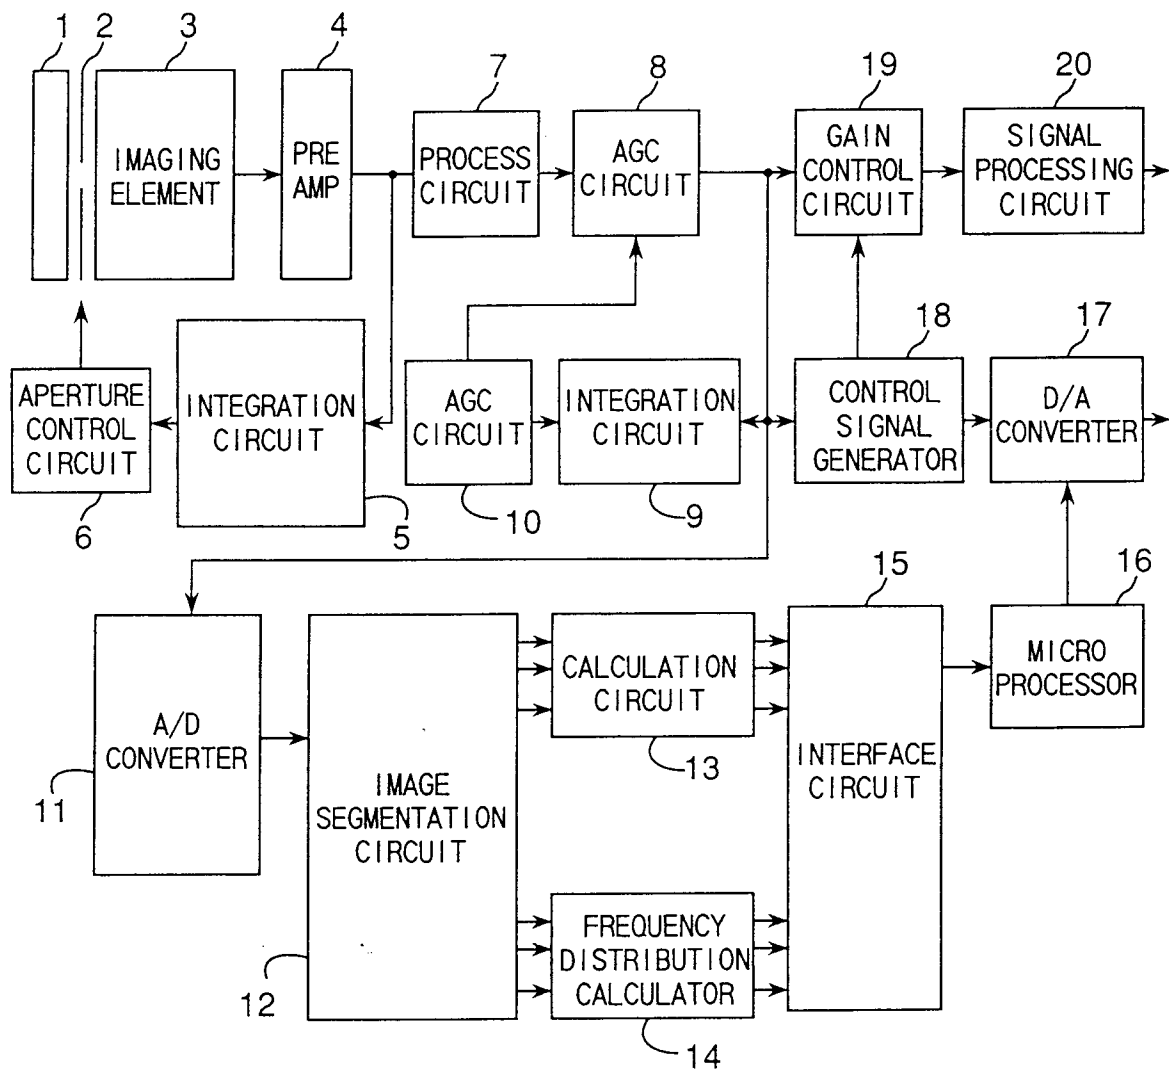 1
2
3
4
7
8
19
20
IMAGING
ELEMENT
PRE
AMP
PROCESS
CIRCUIT
AGC
CIRCUIT
GAIN
CONTROL
CIRCUIT
SIGNAL
PROCESSING
CIRCUIT
18
17
APERTURE
CONTROL
CIRCUIT
INTEGRATION
CIRCUIT
AGC
CIRCUIT
INTEGRATION
CIRCUIT
CONTROL
SIGNAL
GENERATOR
D/A
CONVERTER
6
5
10
9
15
16
A/D
CONVERTER
11
IMAGE
SEGMENTATION
CIRCUIT
12
CALCULATION
CIRCUIT
13
INTERFACE
CIRCUIT
MICRO
PROCESSOR
FREQUENCY
DISTRIBUTION
CALCULATOR
14